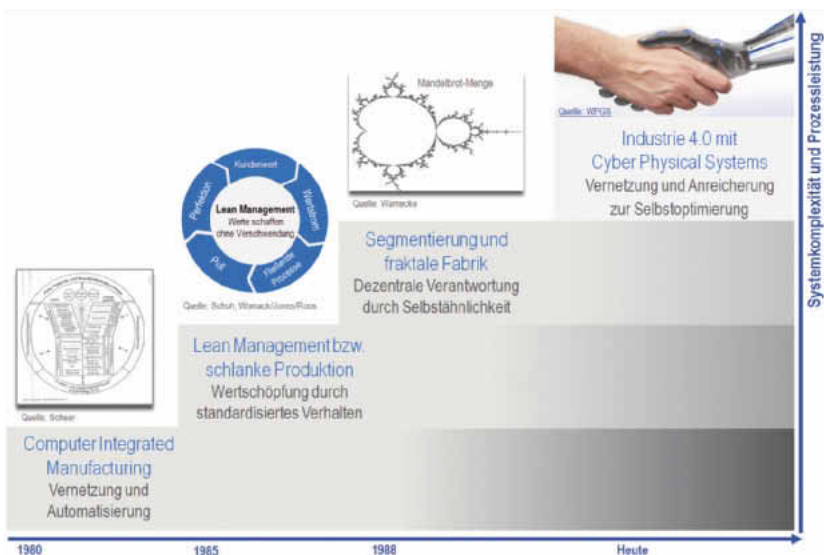 Mandelbrot-Menge
Quelle: WFGS
Industrie 4.0 mit
Cyber Physical Systems
Vernetzung und Anreicherung
zur Selbstoptimierung
Systemkomplexität und Prozessleistung
Kundenwert
Wertstrom
Fließende
Prozesse
Pull
Perfektion
Lean Management
Werte schaffen
ohne Verschwendung
Quelle: Warnecke
Segmentierung und
fraktale Fabrik
Dezentrale Verantwortung
durch Selbstähnlichkeit
Quelle: Schuh, Womack/Jones/Roos
Lean Management bzw.
schlanke Produktion
Wertschöpfung durch
standardisiertes Verhalten
Quelle: Scheer
Computer Integrated
Manufacturing
Vernetzung und
Automatisierung
1980
1985
1988
Heute